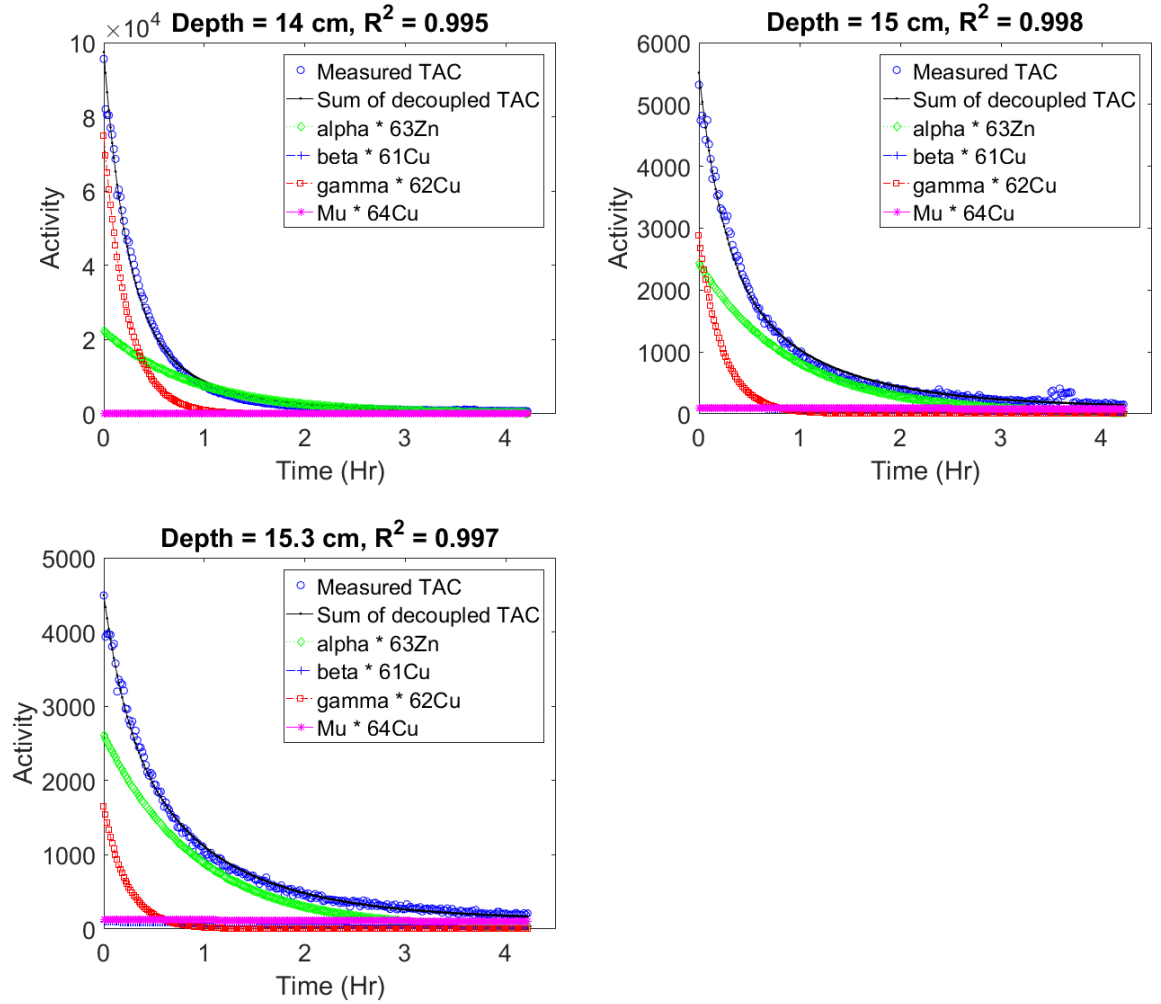 ×10^4
Depth = 14 cm, R^2 = 0.995
10
8
6
4
2
0
Activity
Measured TAC
Sum of decoupled TAC
alpha * 63Zn
beta * 61Cu
gamma * 62Cu
Mu * 64Cu
0 1 2 3 4
Time (Hr)
Depth = 15 cm, R^2 = 0.998
6000
5000
4000
3000
2000
1000
0
Activity
Measured TAC
Sum of decoupled TAC
alpha * 63Zn
beta * 61Cu
gamma * 62Cu
Mu * 64Cu
0 1 2 3 4
Time (Hr)
Depth = 15.3 cm, R^2 = 0.997
5000
4000
3000
2000
1000
0
Activity
Measured TAC
Sum of decoupled TAC
alpha * 63Zn
beta * 61Cu
gamma * 62Cu
Mu * 64Cu
0 1 2 3 4
Time (Hr)